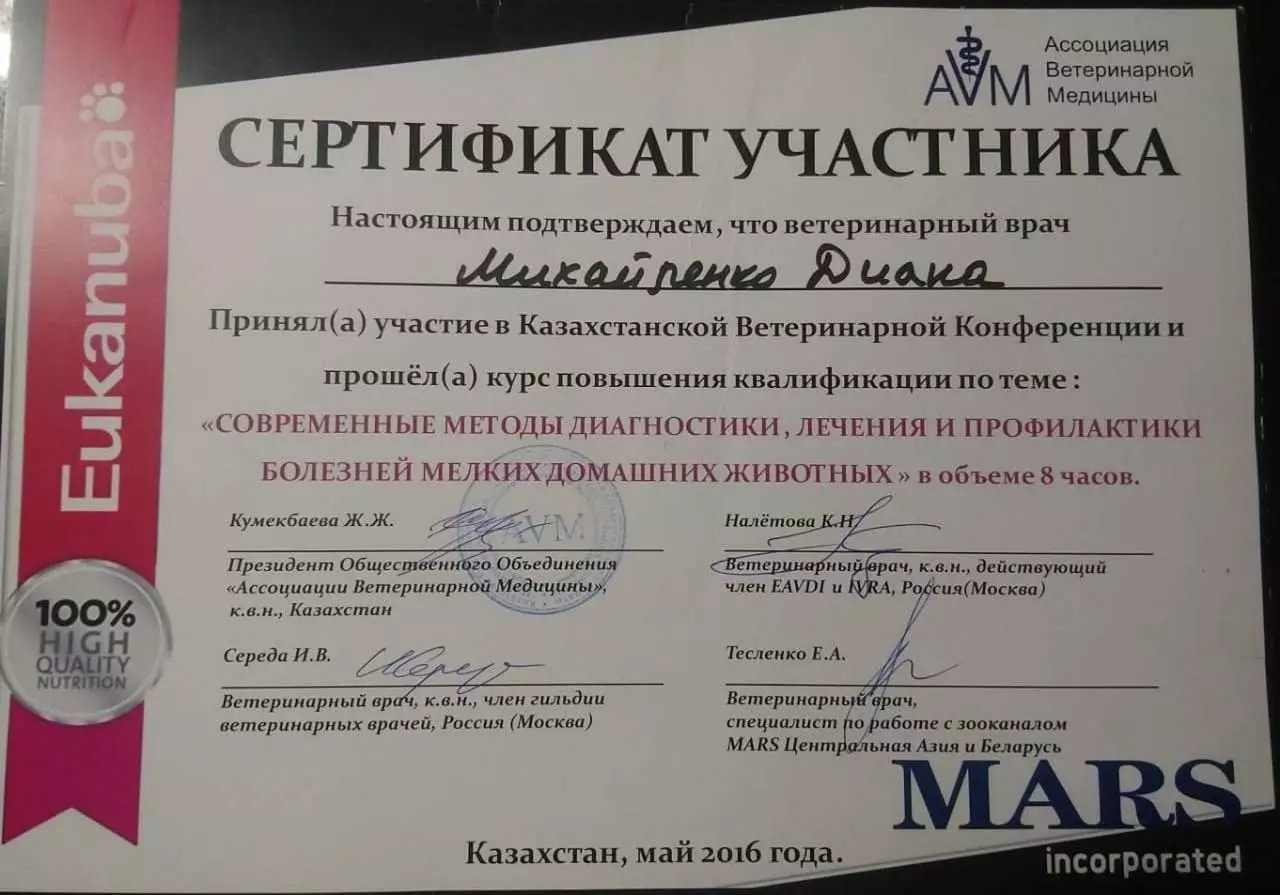 Ассоциация
Ветеринарной
Медицины
AVM
СЕРТИФИКАТ УЧАСТНИКА
Настоящим подтверждаем, что ветеринарный врач
Диана
Принял(а) участие в Казахстанской Ветеринарной Конференции и
прошёл(а) курс повышения квалификации по теме :
«СОВРЕМЕННЫЕ МЕТОДЫ ДИАГНОСТИКИ, ЛЕЧЕНИЯ И ПРОФИЛАКТИКИ
БОЛЕЗНЕЙ МЕЛКИХ ДОМАШНИХ ЖИВОТНЫХ » в объеме 8 часов.
Кумекбаева Ж.Ж.
AVM
Президент Общественного Объединения
«Ассоциации Ветеринарной Медицины»,
к.в.н., Казахстан
Налётова К.Н.
Ветеринарный врач, к.в.н., действующий
член EAVDI и IVRA, Россия(Москва)
Середа И.В.
Ветеринарный врач, к.в.н., член гильдии
ветеринарных врачей, Россия (Москва)
Тесленко Е.А.
Ветеринарный врач,
специалист по работе с зооканалом
MARS Центральная Азия и Беларусь
MARS
incorporated
Казахстан, май 2016 года.
Eukanuba
100%
HIGH
QUALITY
NUTRITION